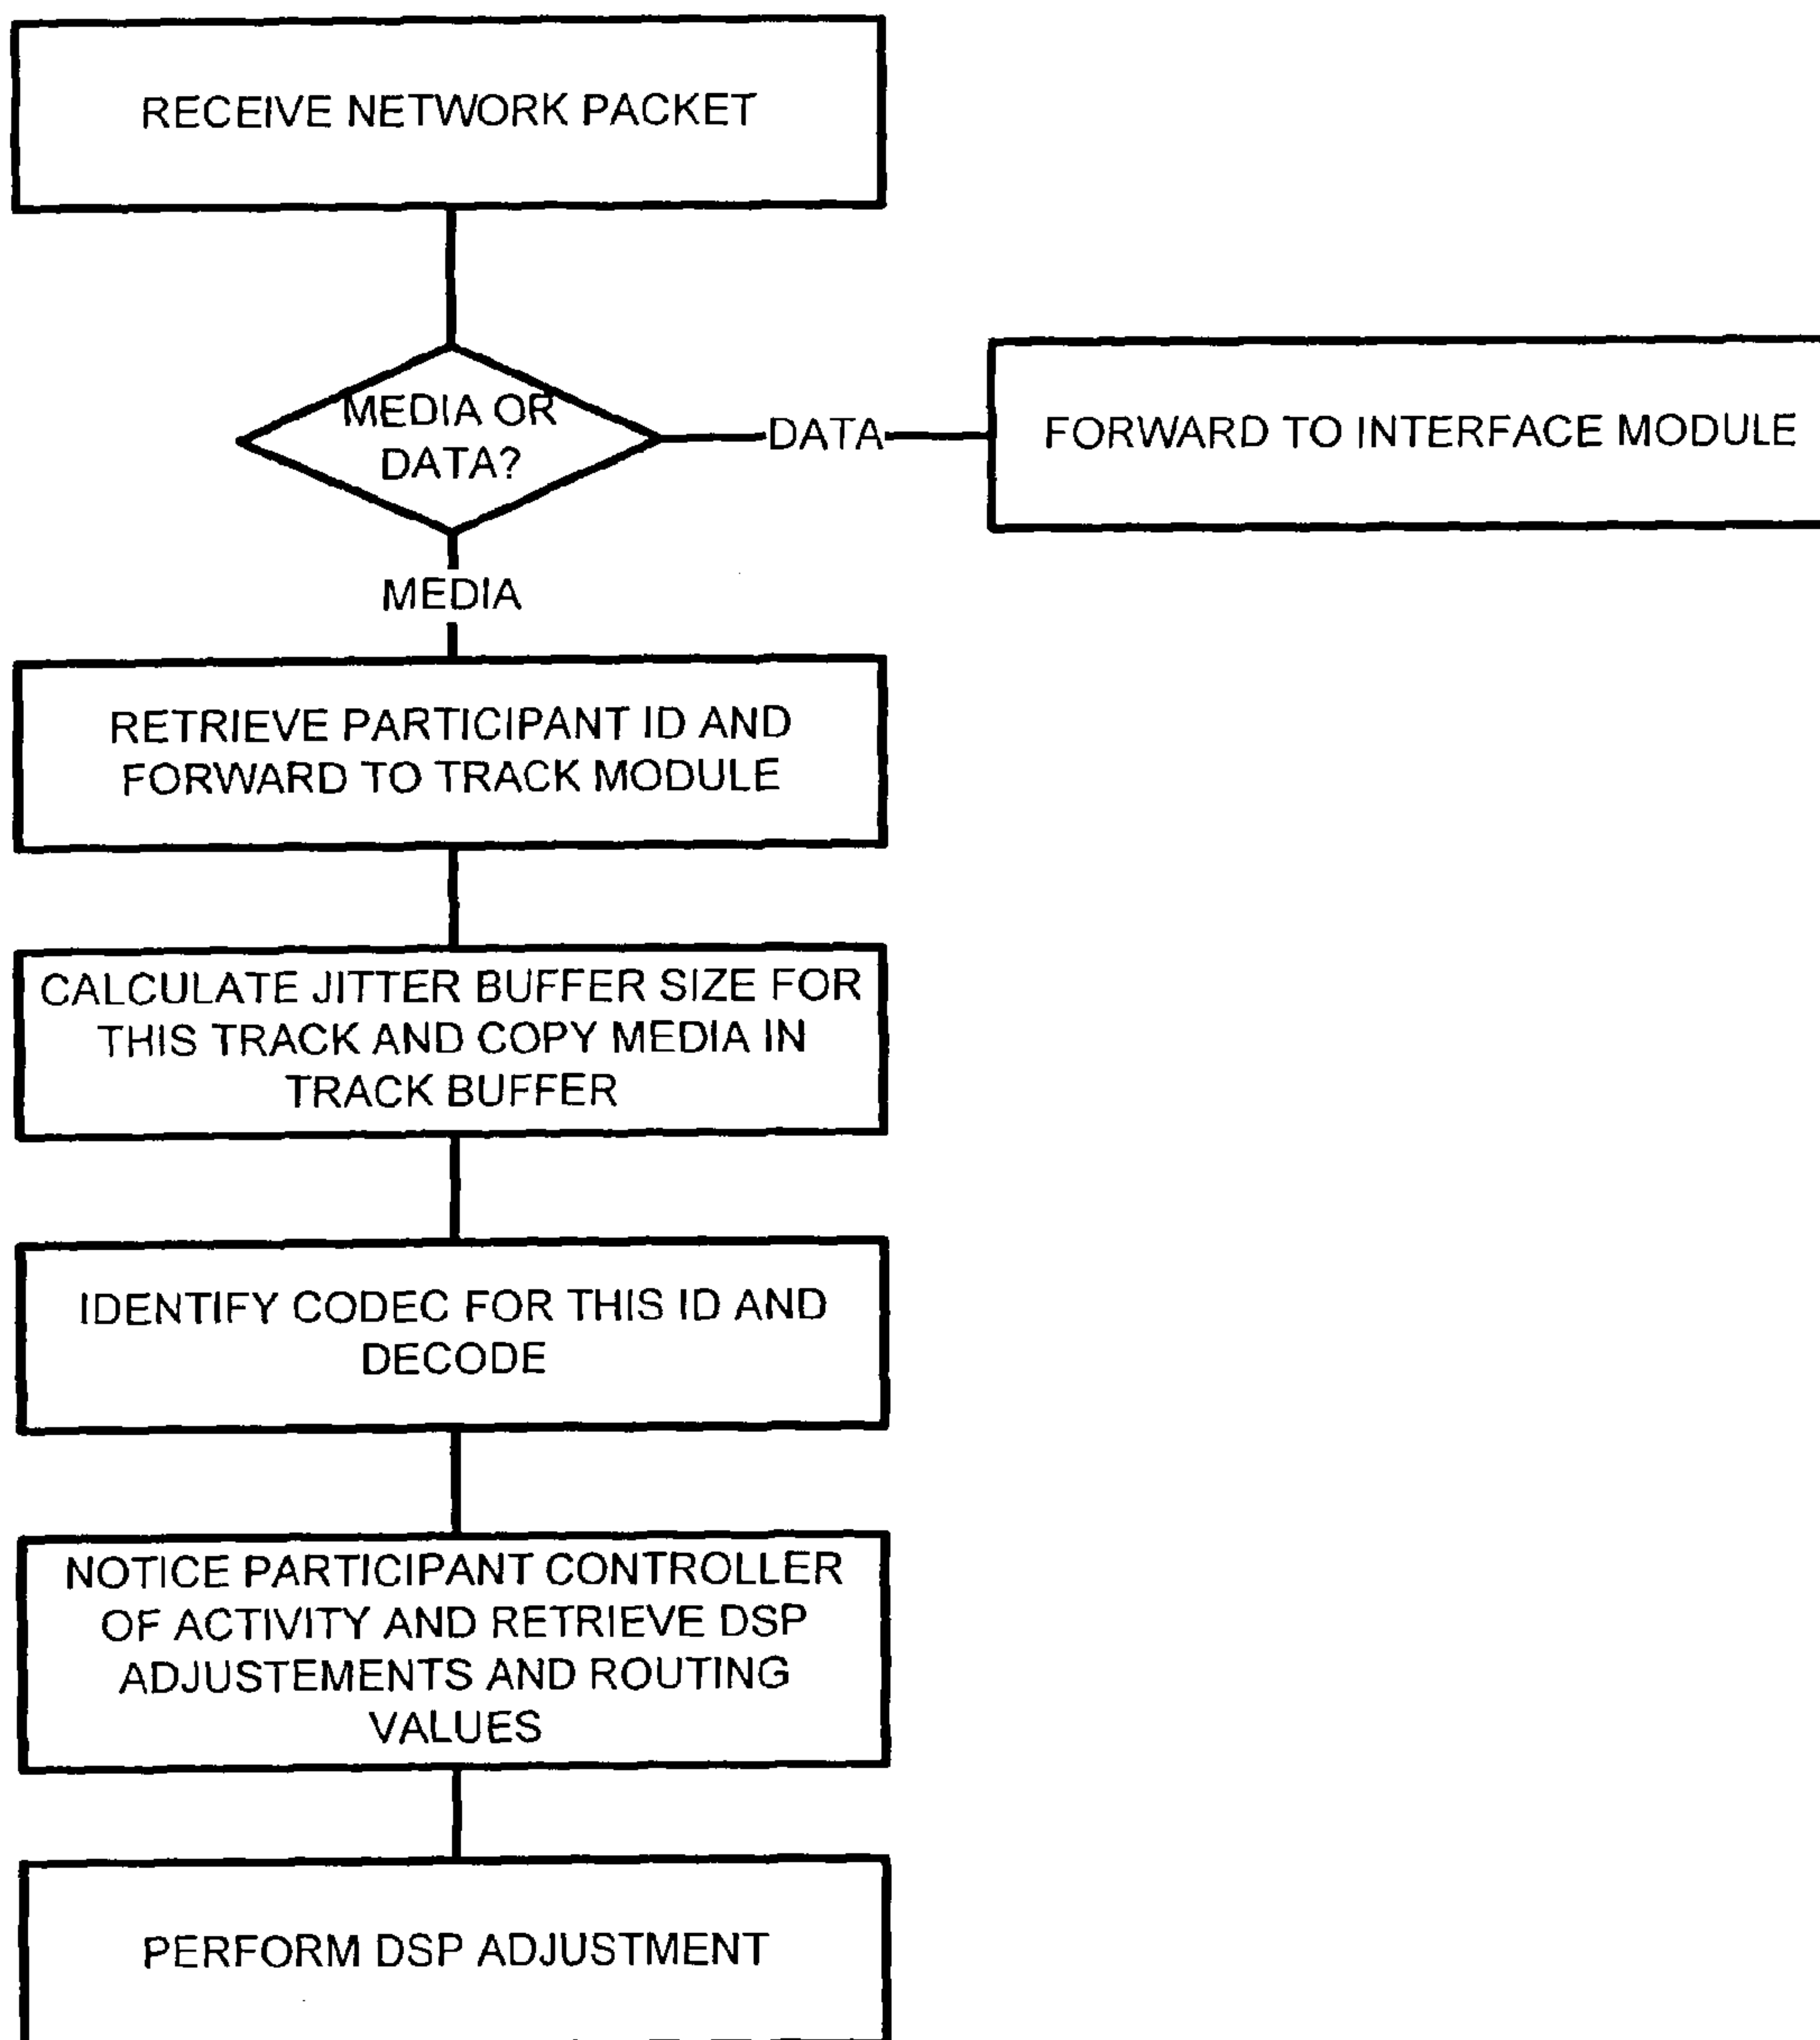 RECEIVE NETWORK PACKET
MEDIA OR
DATA?
DATA
FORWARD TO INTERFACE MODULE
MEDIA
RETRIEVE PARTICIPANT ID AND
FORWARD TO TRACK MODULE
CALCULATE JITTER BUFFER SIZE FOR
THIS TRACK AND COPY MEDIA IN
TRACK BUFFER
IDENTIFY CODEC FOR THIS ID AND
DECODE
NOTICE PARTICIPANT CONTROLLER
OF ACTIVITY AND RETRIEVE DSP
ADJUSTEMENTS AND ROUTING
VALUES
PERFORM DSP ADJUSTMENT